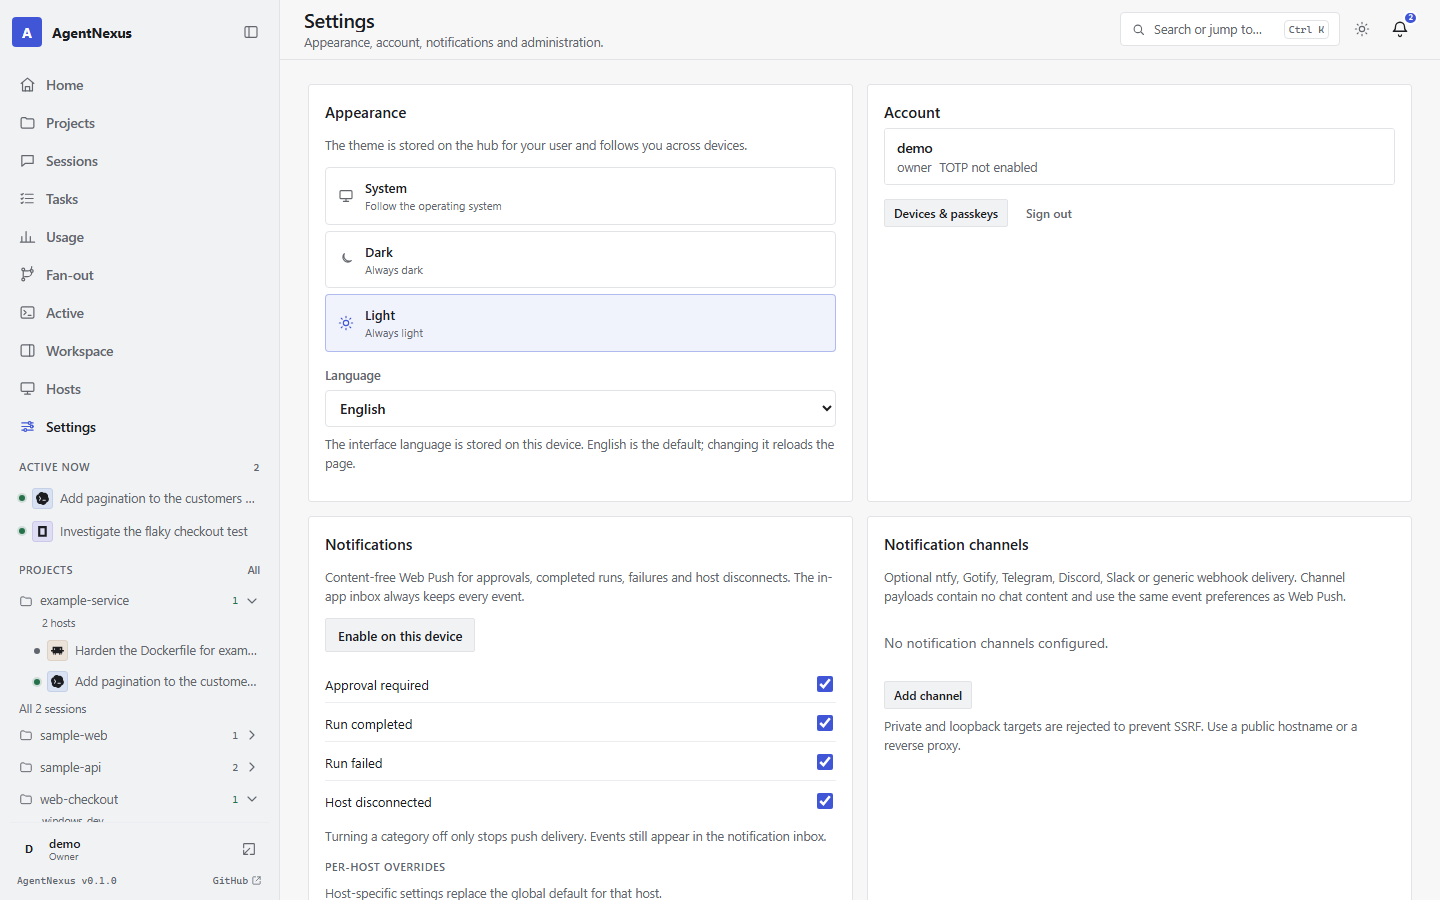 A AgentNexus
Home
Projects
Sessions
Tasks
Usage
Fan-out
Active
Workspace
Hosts
Settings
ACTIVE NOW 2
Add pagination to the customers ...
Investigate the flaky checkout test
PROJECTS All
example-service 1
2 hosts
Harden the Dockerfile for exam...
Add pagination to the custome...
All 2 sessions
sample-web 1
sample-api 2
web-checkout 1
windows-dev
D demo
Owner
AgentNexus v0.1.0 GitHub
Settings
Appearance, account, notifications and administration.
Search or jump to... Ctrl K
2
Appearance
The theme is stored on the hub for your user and follows you across devices.
System
Follow the operating system
Dark
Always dark
Light
Always light
Language
English
The interface language is stored on this device. English is the default; changing it reloads the
page.
Account
demo
owner TOTP not enabled
Devices & passkeys Sign out
Notifications
Content-free Web Push for approvals, completed runs, failures and host disconnects. The in-
app inbox always keeps every event.
Enable on this device
Approval required
Run completed
Run failed
Host disconnected
Turning a category off only stops push delivery. Events still appear in the notification inbox.
PER-HOST OVERRIDES
Host-specific settings replace the global default for that host.
Notification channels
Optional ntfy, Gotify, Telegram, Discord, Slack or generic webhook delivery. Channel
payloads contain no chat content and use the same event preferences as Web Push.
No notification channels configured.
Add channel
Private and loopback targets are rejected to prevent SSRF. Use a public hostname or a
reverse proxy.